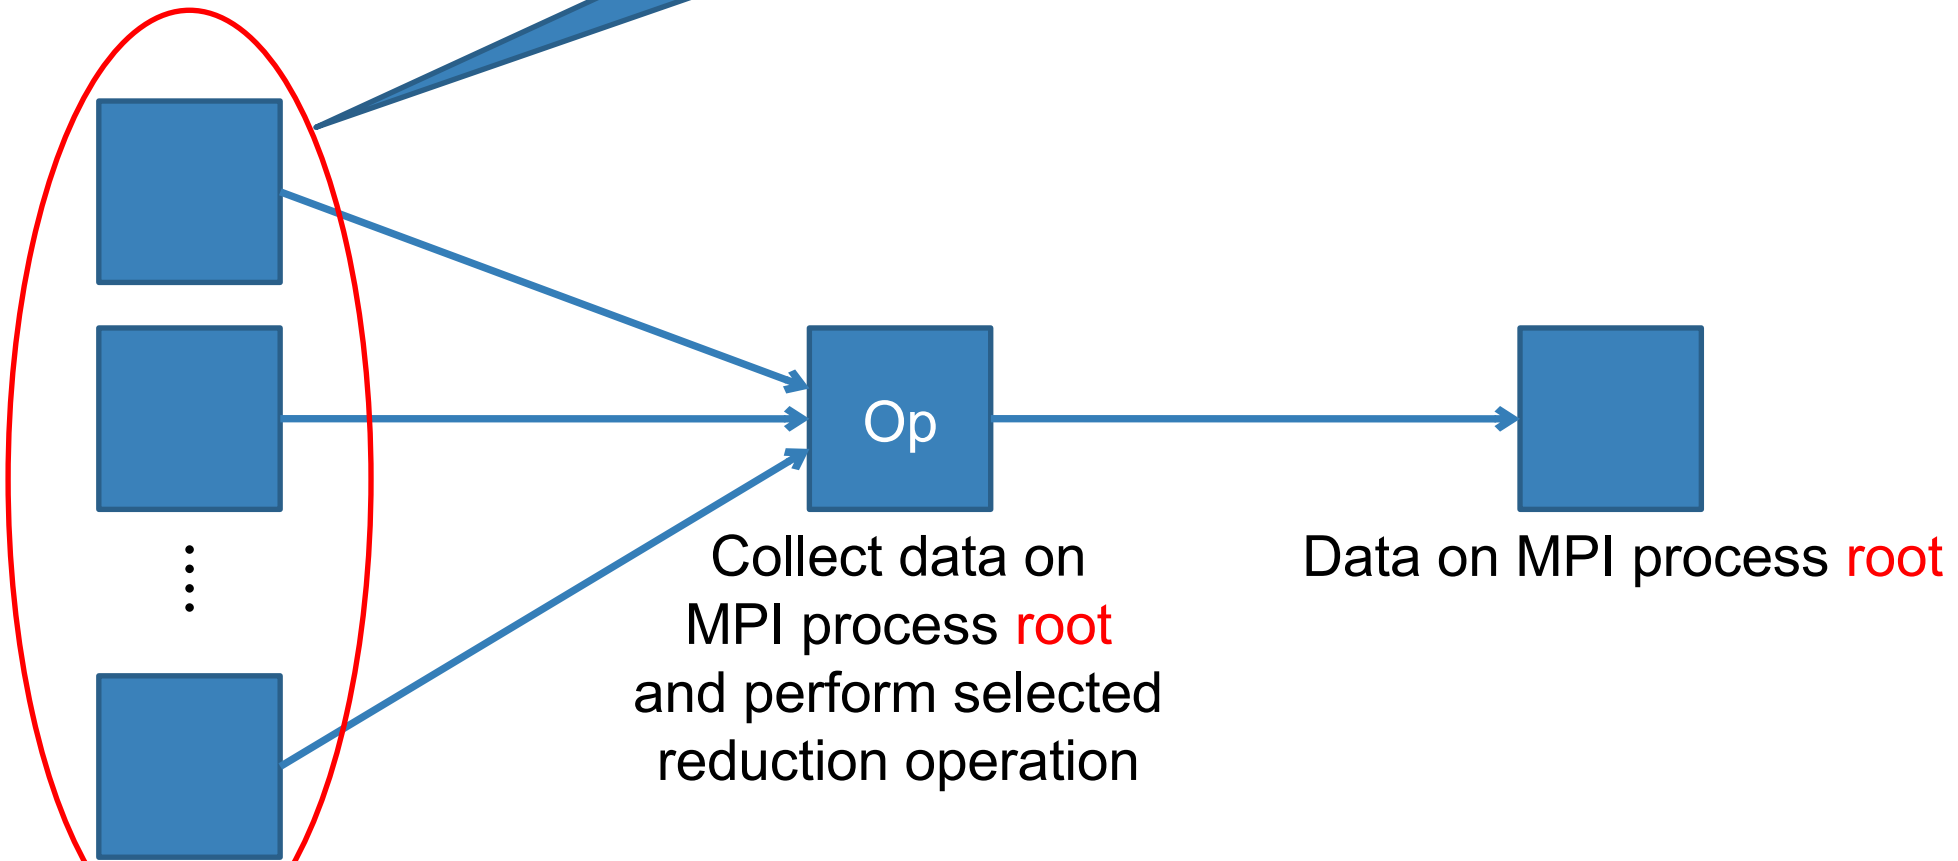 Op
Collect data on
MPI process root
and perform selected
reduction operation
Data on MPI process root